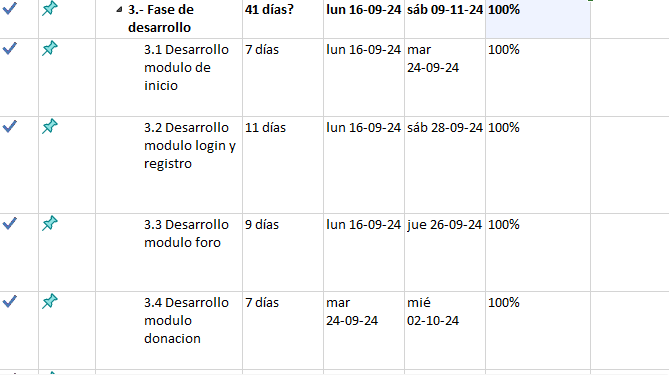 3.- Fase de desarrollo 41 días? lun 16-09-24 sáb 09-11-24 100%
3.1 Desarrollo modulo de inicio 7 días lun 16-09-24 mar 24-09-24 100%
3.2 Desarrollo modulo login y registro 11 días lun 16-09-24 sáb 28-09-24 100%
3.3 Desarrollo modulo foro 9 días lun 16-09-24 jue 26-09-24 100%
3.4 Desarrollo modulo donacion 7 días mar 24-09-24 mié 02-10-24 100%